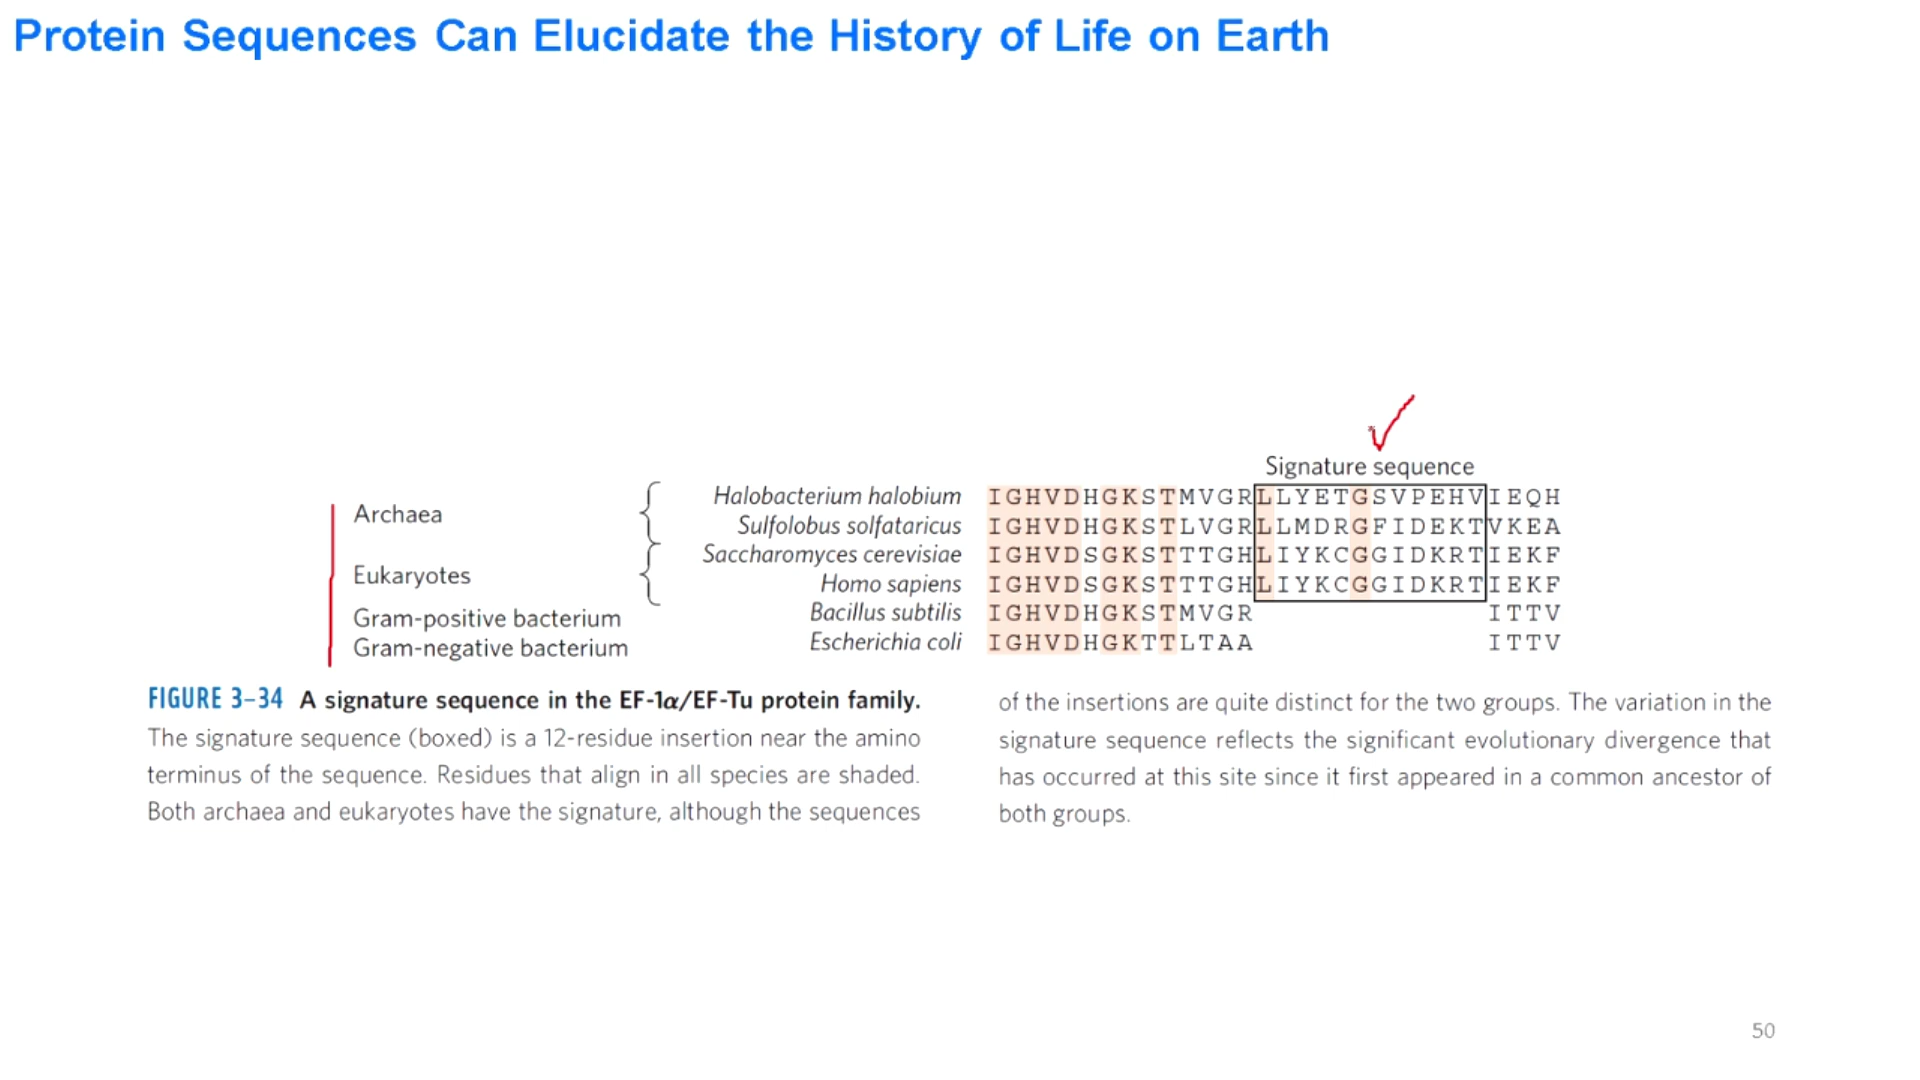 Protein Sequences Can Elucidate the History of Life on Earth
Signature sequence
Archaea
Eukaryotes
Gram-positive bacterium
Gram-negative bacterium
Halobacterium halobium IGHVDHGKSTMVGRLLYETGSVPEHVIEQH
Sulfolobus solfataricus IGHVDHGKSTLVGRLLMDRGFIDEKTVKEA
Saccharomyces cerevisiae IGHVDSGKSTTTGHLIYKCGGIDKRTIEKF
Homo sapiens IGHVDSGKSTTTGHLIYKCGGIDKRTIEKF
Bacillus subtilis IGHVDHGKSTMVGR ITTV
Escherichia coli IGHVDHGKTTLTAA ITTV
FIGURE 3–34 A signature sequence in the EF-1α/EF-Tu protein family.
The signature sequence (boxed) is a 12-residue insertion near the amino
terminus of the sequence. Residues that align in all species are shaded.
Both archaea and eukaryotes have the signature, although the sequences
of the insertions are quite distinct for the two groups. The variation in the
signature sequence reflects the significant evolutionary divergence that
has occurred at this site since it first appeared in a common ancestor of
both groups.
50